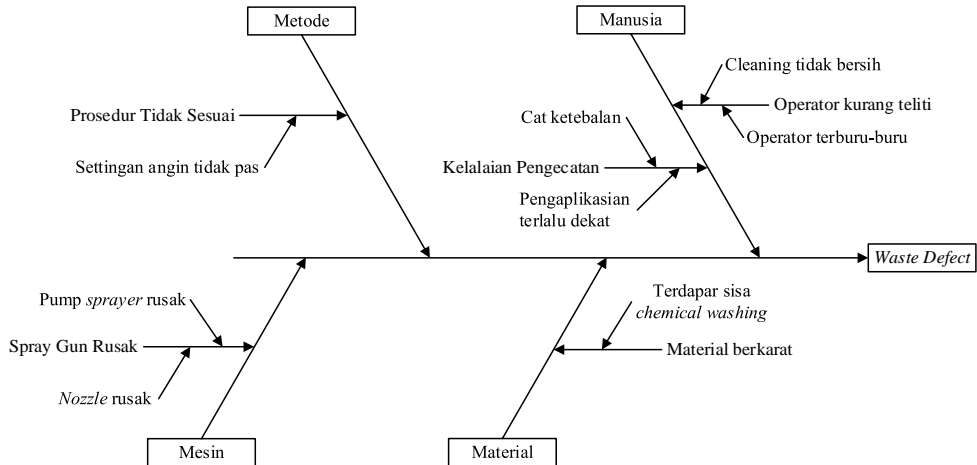 Metode
Manusia
Cleaning tidak bersih
Prosedur Tidak Sesuai
Cat ketebalan
Operator kurang teliti
Operator terburu-buru
Settingan angin tidak pas
Kelalaian Pengecatan
Pengaplikasian
terlalu dekat
Waste Defect
Pump sprayer rusak
Terdapar sisa
chemical washing
Spray Gun Rusak
Material berkarat
Nozzle rusak
Mesin
Material